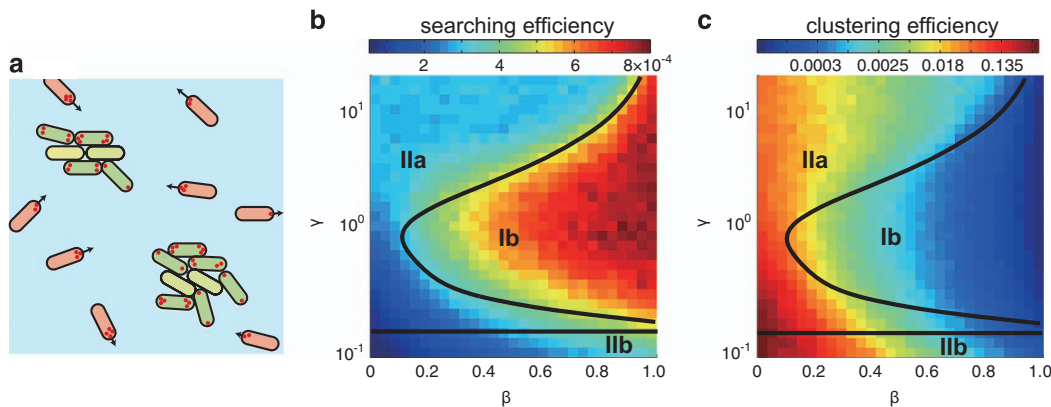 a
b
searching efficiency
2 4 6 8×10⁻⁴
10¹
10⁰
10⁻¹
γ
IIa
Ib
IIb
0 0.2 0.4 0.6 0.8 1.0
β
c
clustering efficiency
0.0003 0.0025 0.018 0.135
10¹
10⁰
10⁻¹
γ
IIa
Ib
IIb
0 0.2 0.4 0.6 0.8 1.0
β